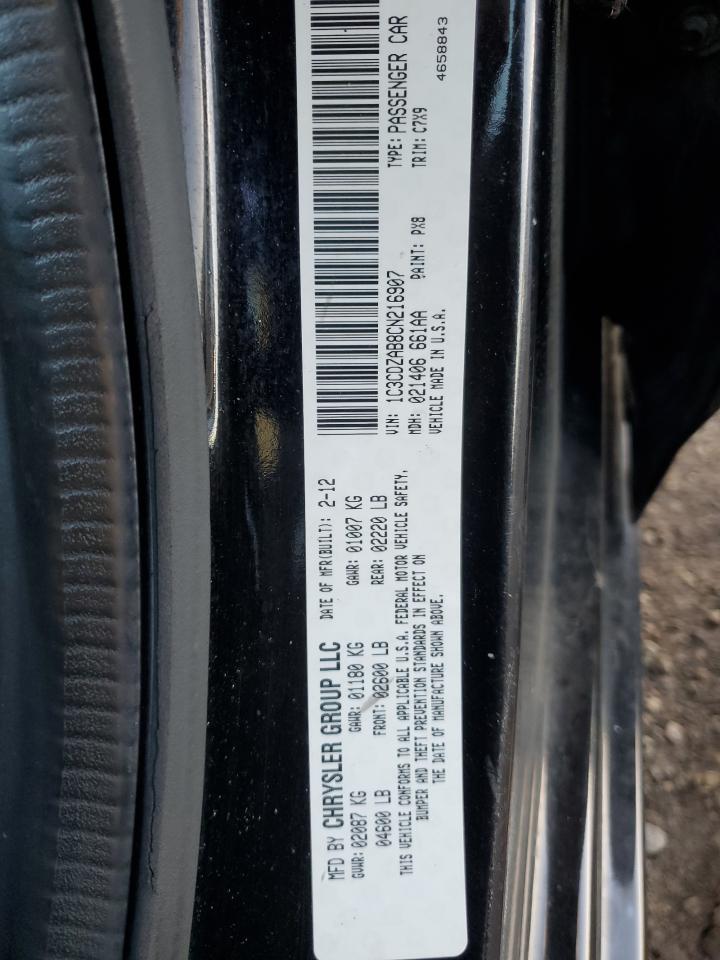 MFD BY CHRYSLER GROUP LLC DATE OF MFR(BUILT): 2-12
GVWR: 02087 KG GAWR: 01180 KG GAWR: 01007 KG
04600 LB FRONT: 02600 LB REAR: 02220 LB
THIS VEHICLE CONFORMS TO ALL APPLICABLE U.S.A. FEDERAL MOTOR VEHICLE SAFETY,
BUMPER AND THEFT PREVENTION STANDARDS IN EFFECT ON
THE DATE OF MANUFACTURE SHOWN ABOVE.
VIN: 1C3CDZAB8CN216907 TYPE: PASSENGER CAR
MDH: 021406 661AA PAINT: PX8 TRIM: C7X9
VEHICLE MADE IN U.S.A. 4658843